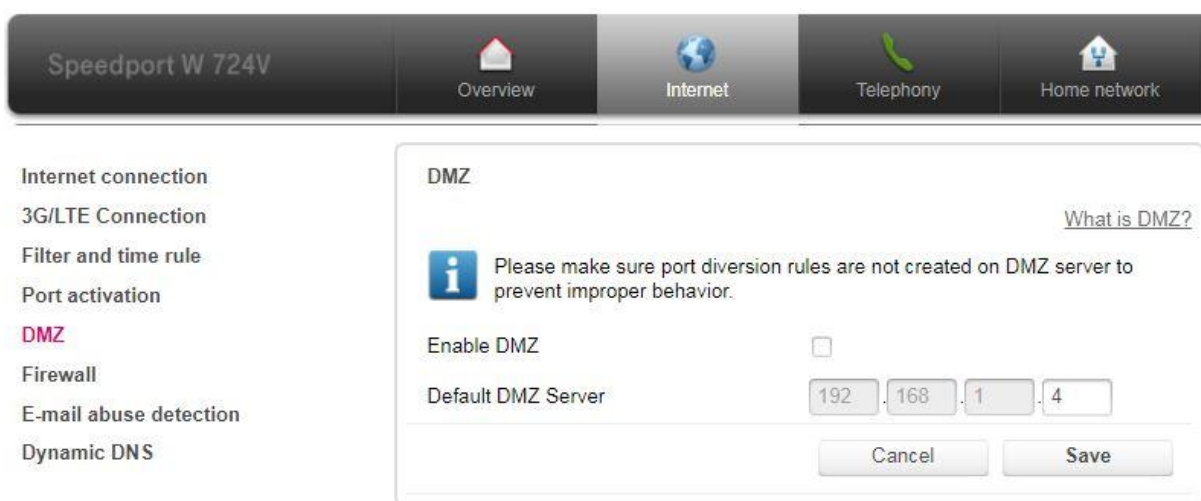 Speedport W 724V
Overview
Internet
Telephony
Home network
Internet connection
3G/LTE Connection
Filter and time rule
Port activation
DMZ
Firewall
E-mail abuse detection
Dynamic DNS
DMZ
What is DMZ?
Please make sure port diversion rules are not created on DMZ server to
prevent improper behavior.
Enable DMZ
Default DMZ Server 192 . 168 . 1 . 4
Cancel Save